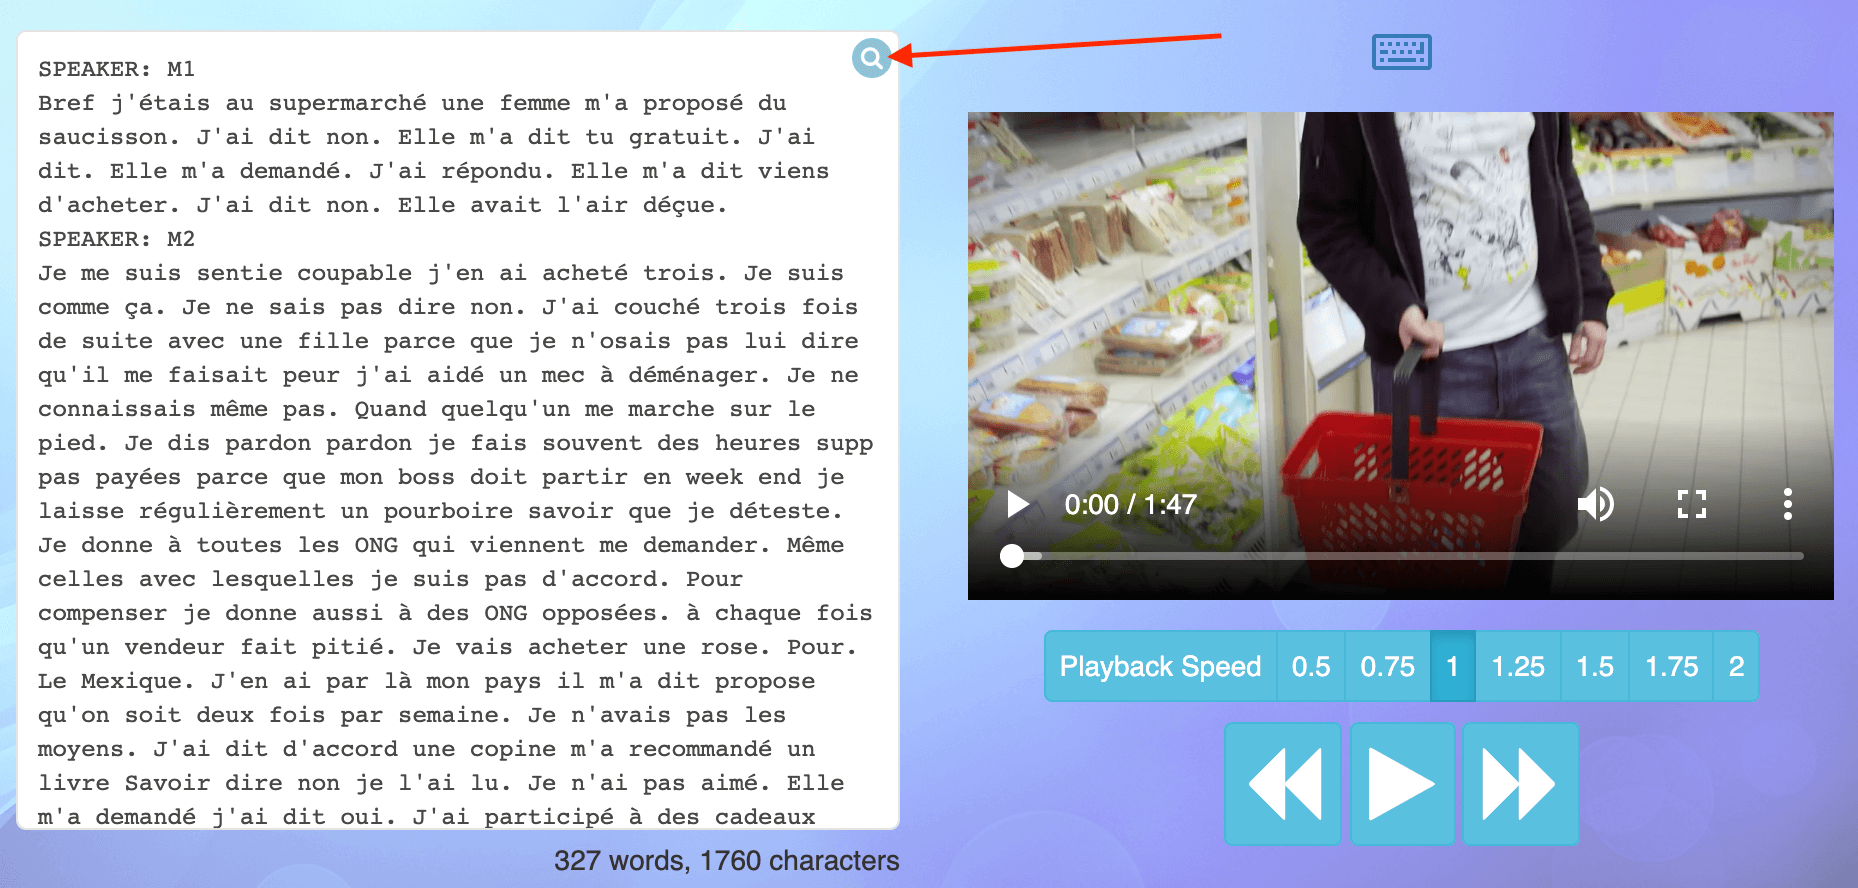 SPEAKER: M1
Bref j'étais au supermarché une femme m'a proposé du
saucisson. J'ai dit non. Elle m'a dit tu gratuit. J'ai
dit. Elle m'a demandé. J'ai répondu. Elle m'a dit viens
d'acheter. J'ai dit non. Elle avait l'air déçue.
SPEAKER: M2
Je me suis sentie coupable j'en ai acheté trois. Je suis
comme ça. Je ne sais pas dire non. J'ai couché trois fois
de suite avec une fille parce que je n'osais pas lui dire
qu'il me faisait peur j'ai aidé un mec à déménager. Je ne
connaissais même pas. Quand quelqu'un me marche sur le
pied. Je dis pardon pardon je fais souvent des heures supp
pas payées parce que mon boss doit partir en week end je
laisse régulièrement un pourboire savoir que je déteste.
Je donne à toutes les ONG qui viennent me demander. Même
celles avec lesquelles je suis pas d'accord. Pour
compenser je donne aussi à des ONG opposées. à chaque fois
qu'un vendeur fait pitié. Je vais acheter une rose. Pour.
Le Mexique. J'en ai par là mon pays il m'a dit propose
qu'on soit deux fois par semaine. Je n'avais pas les
moyens. J'ai dit d'accord une copine m'a recommandé un
livre Savoir dire non je l'ai lu. Je n'ai pas aimé. Elle
m'a demandé j'ai dit oui. J'ai participé à des cadeaux
327 words, 1760 characters
0:00 / 1:47
Playback Speed 0.5 0.75 1 1.25 1.5 1.75 2